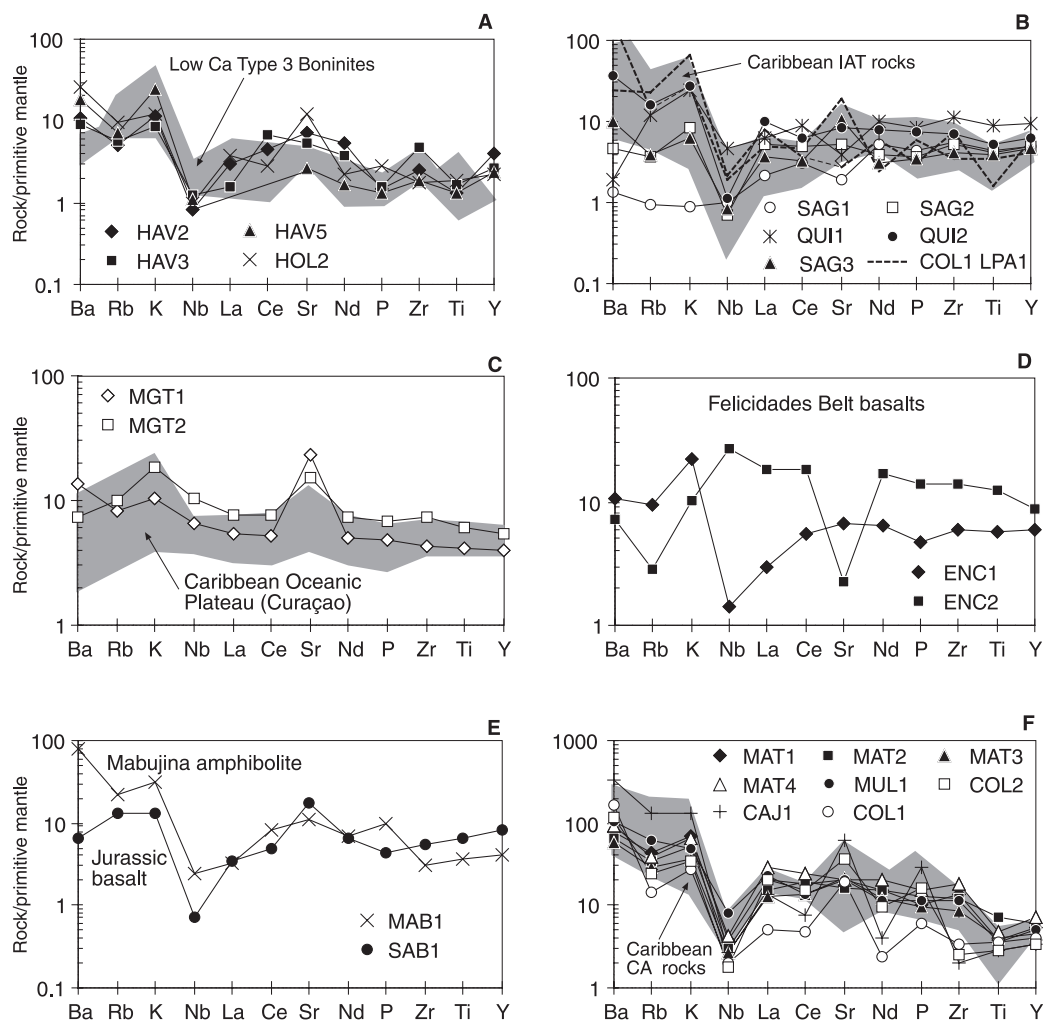 A
100
10
1
0.1
Rock/primitive mantle
Low Ca Type 3 Boninites
HAV2
HAV5
HAV3
HOL2
Ba Rb K Nb La Ce Sr Nd P Zr Ti Y
B
100
10
1
0.1
Caribbean IAT rocks
SAG1
SAG2
QUI1
QUI2
SAG3
COL1 LPA1
Ba Rb K Nb La Ce Sr Nd P Zr Ti Y
C
100
10
1
Rock/primitive mantle
MGT1
MGT2
Caribbean Oceanic
Plateau (Curaçao)
Ba Rb K Nb La Ce Sr Nd P Zr Ti Y
D
100
10
1
Felicidades Belt basalts
ENC1
ENC2
Ba Rb K Nb La Ce Sr Nd P Zr Ti Y
E
100
10
1
0.1
Rock/primitive mantle
Mabujina amphibolite
Jurassic
basalt
MAB1
SAB1
Ba Rb K Nb La Ce Sr Nd P Zr Ti Y
F
1000
100
10
1
MAT1
MAT2
MAT3
MAT4
MUL1
COL2
CAJ1
COL1
Caribbean
CA rocks
Ba Rb K Nb La Ce Sr Nd P Zr Ti Y